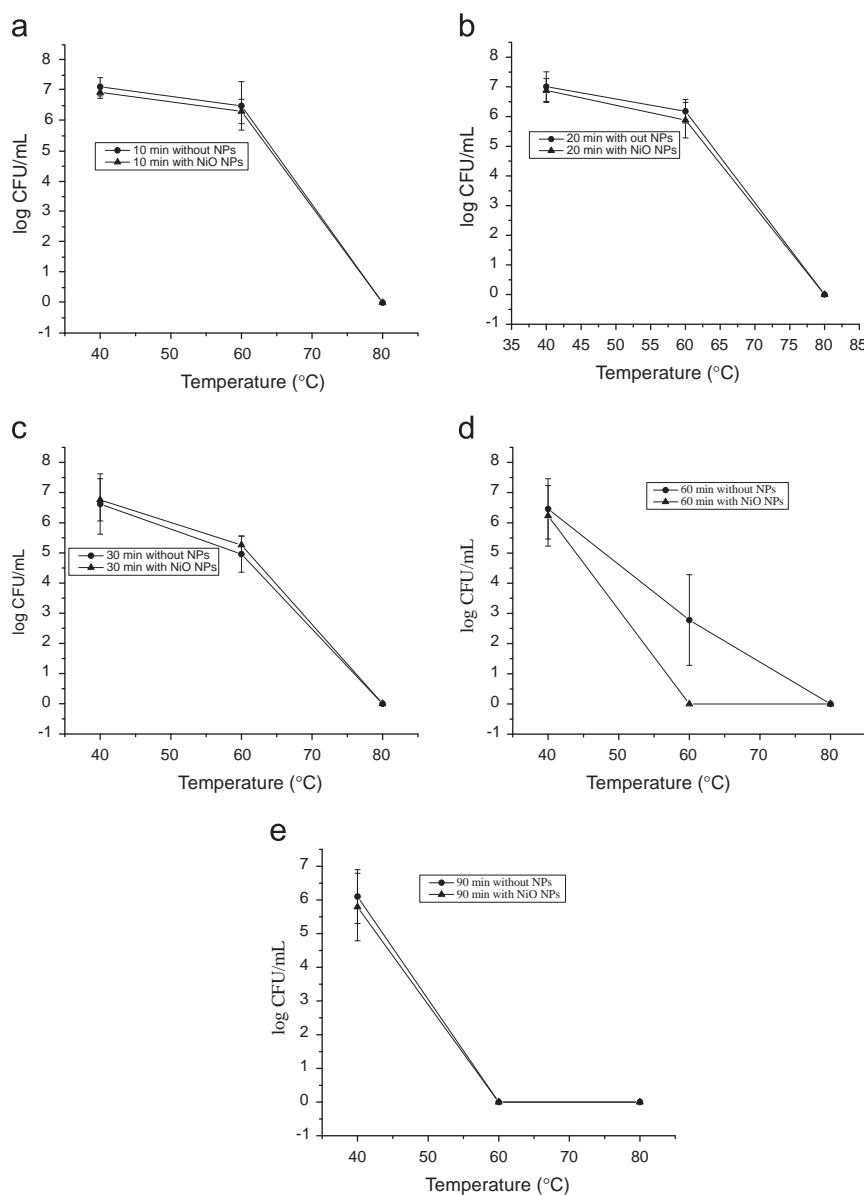 a
8
7
6
5
4
3
2
1
0
-1
log CFU/mL
10 min without NPs
10 min with NiO NPs
40 50 60 70 80
Temperature (°C)
b
8
7
6
5
4
3
2
1
0
-1
log CFU/mL
20 min with out NPs
20 min with NiO NPs
35 40 45 50 55 60 65 70 75 80 85
Temperature (°C)
c
8
7
6
5
4
3
2
1
0
-1
log CFU/mL
30 min without NPs
30 min with NiO NPs
40 50 60 70 80
Temperature (°C)
d
8
7
6
5
4
3
2
1
0
-1
log CFU/mL
60 min without NPs
60 min with NiO NPs
40 50 60 70 80
Temperature (°C)
e
7
6
5
4
3
2
1
0
-1
log CFU/mL
90 min without NPs
90 min with NiO NPs
40 50 60 70 80
Temperature (°C)